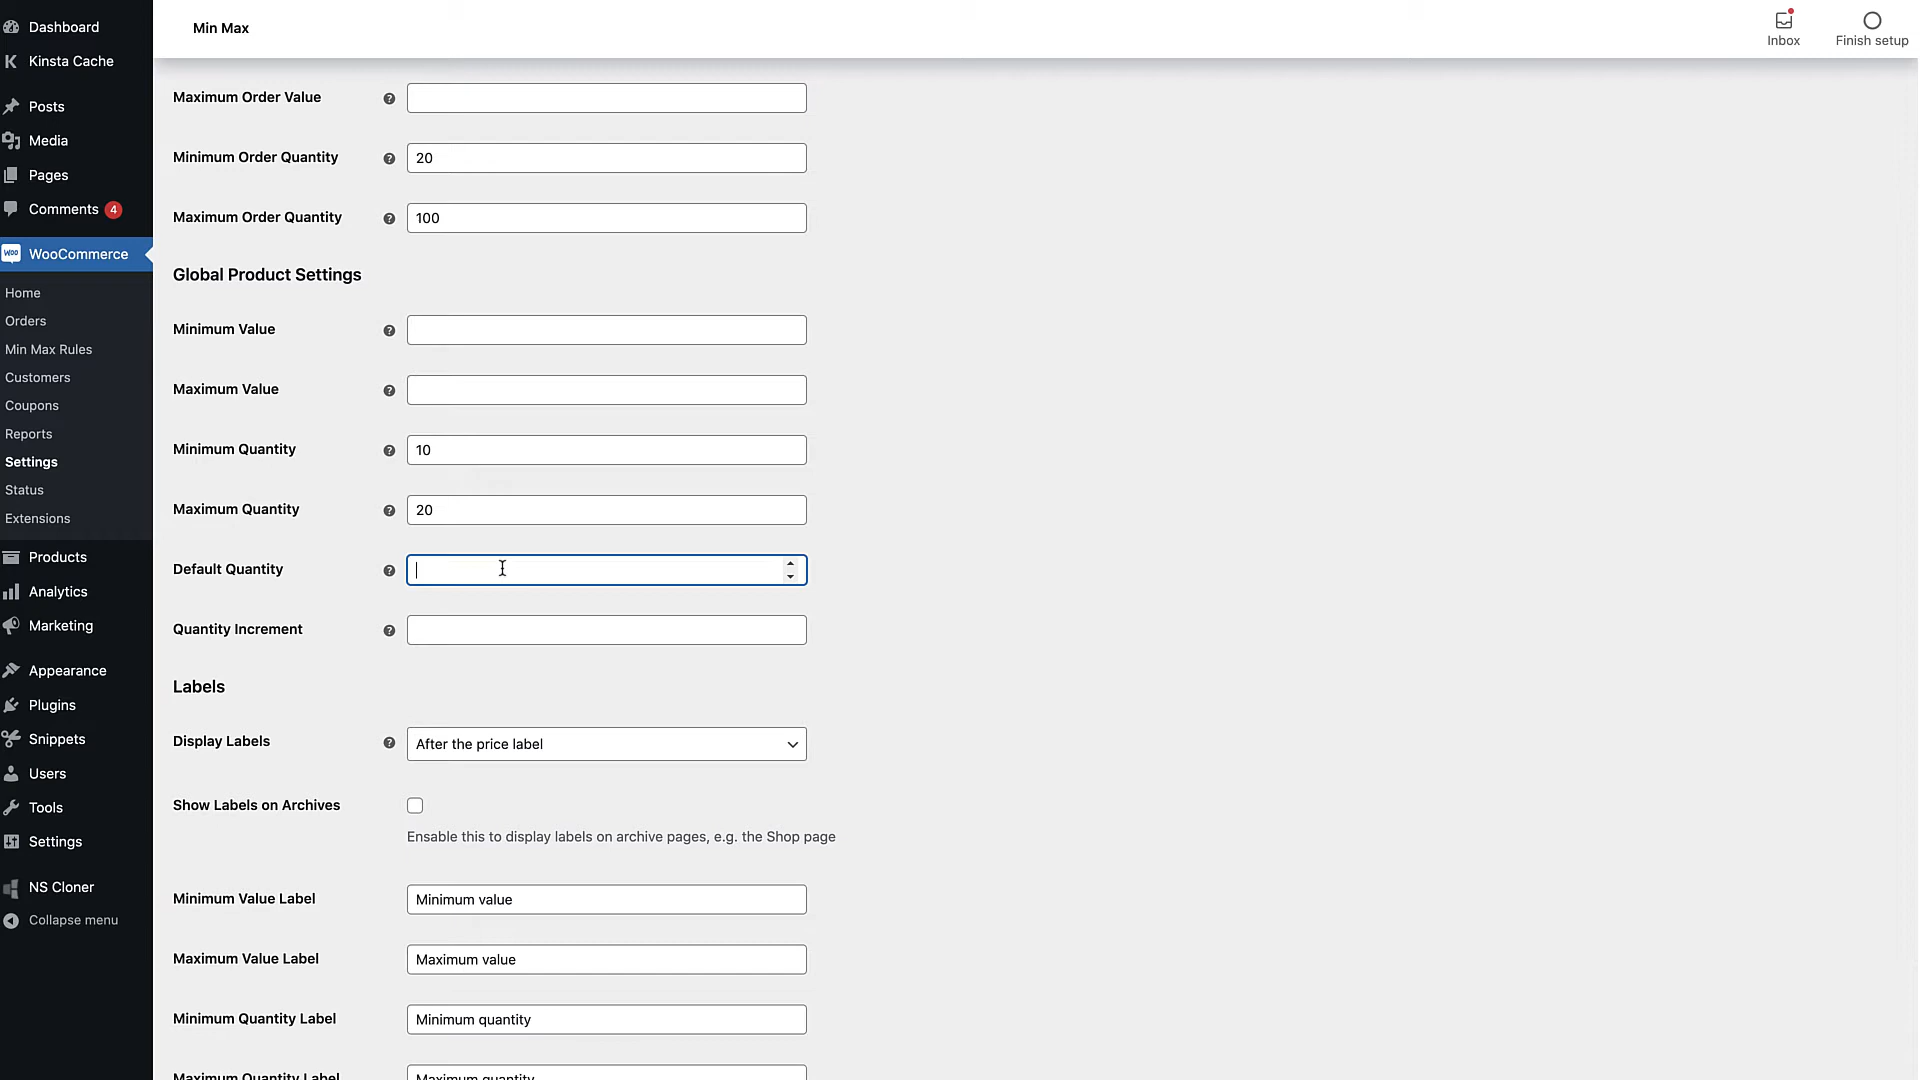 Dashboard
Kinsta Cache
Posts
Media
Pages
Comments 4
WooCommerce
Home
Orders
Min Max Rules
Customers
Coupons
Reports
Settings
Status
Extensions
Products
Analytics
Marketing
Appearance
Plugins
Snippets
Users
Tools
Settings
NS Cloner
Collapse menu
Min Max
Inbox
Finish setup
Maximum Order Value
Minimum Order Quantity 20
Maximum Order Quantity 100
Global Product Settings
Minimum Value
Maximum Value
Minimum Quantity 10
Maximum Quantity 20
Default Quantity
Quantity Increment
Labels
Display Labels After the price label
Show Labels on Archives
Ensable this to display labels on archive pages, e.g. the Shop page
Minimum Value Label Minimum value
Maximum Value Label Maximum value
Minimum Quantity Label Minimum quantity
Maximum Quantity Label Maximum quantity